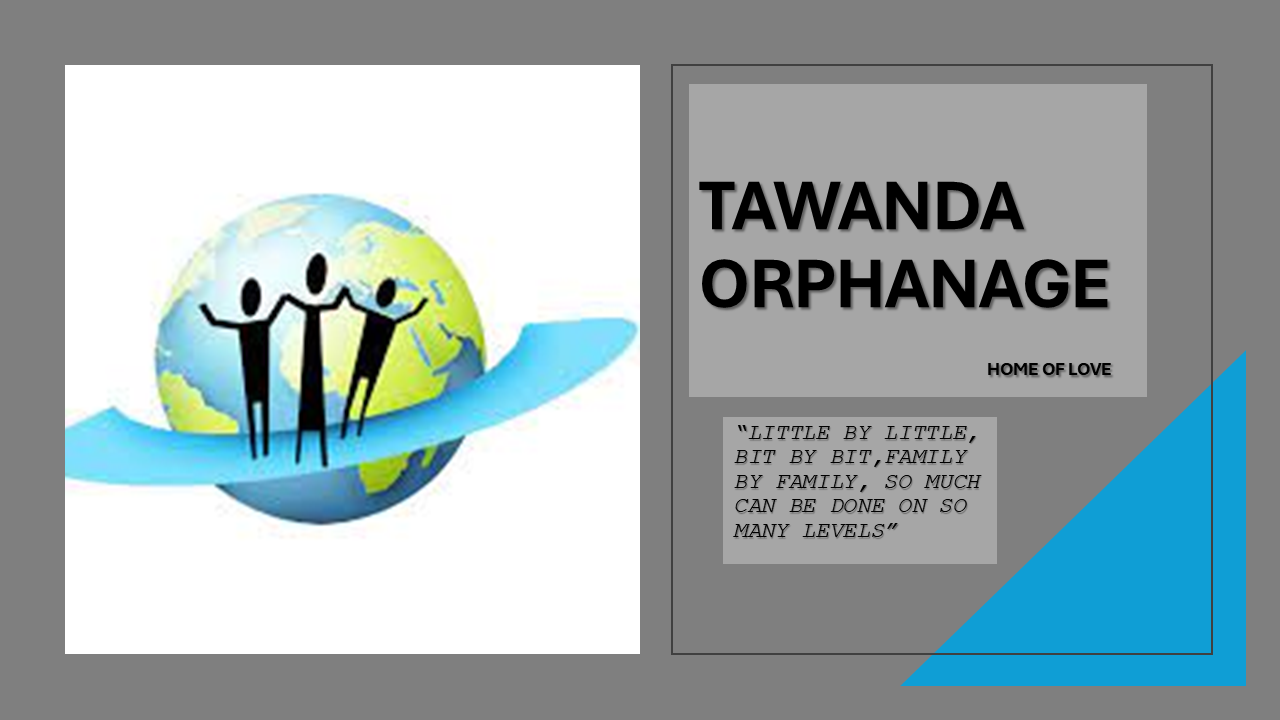 TAWANDA
ORPHANAGE
HOME OF LOVE
“LITTLE BY LITTLE,
BIT BY BIT,FAMILY
BY FAMILY, SO MUCH
CAN BE DONE ON SO
MANY LEVELS”